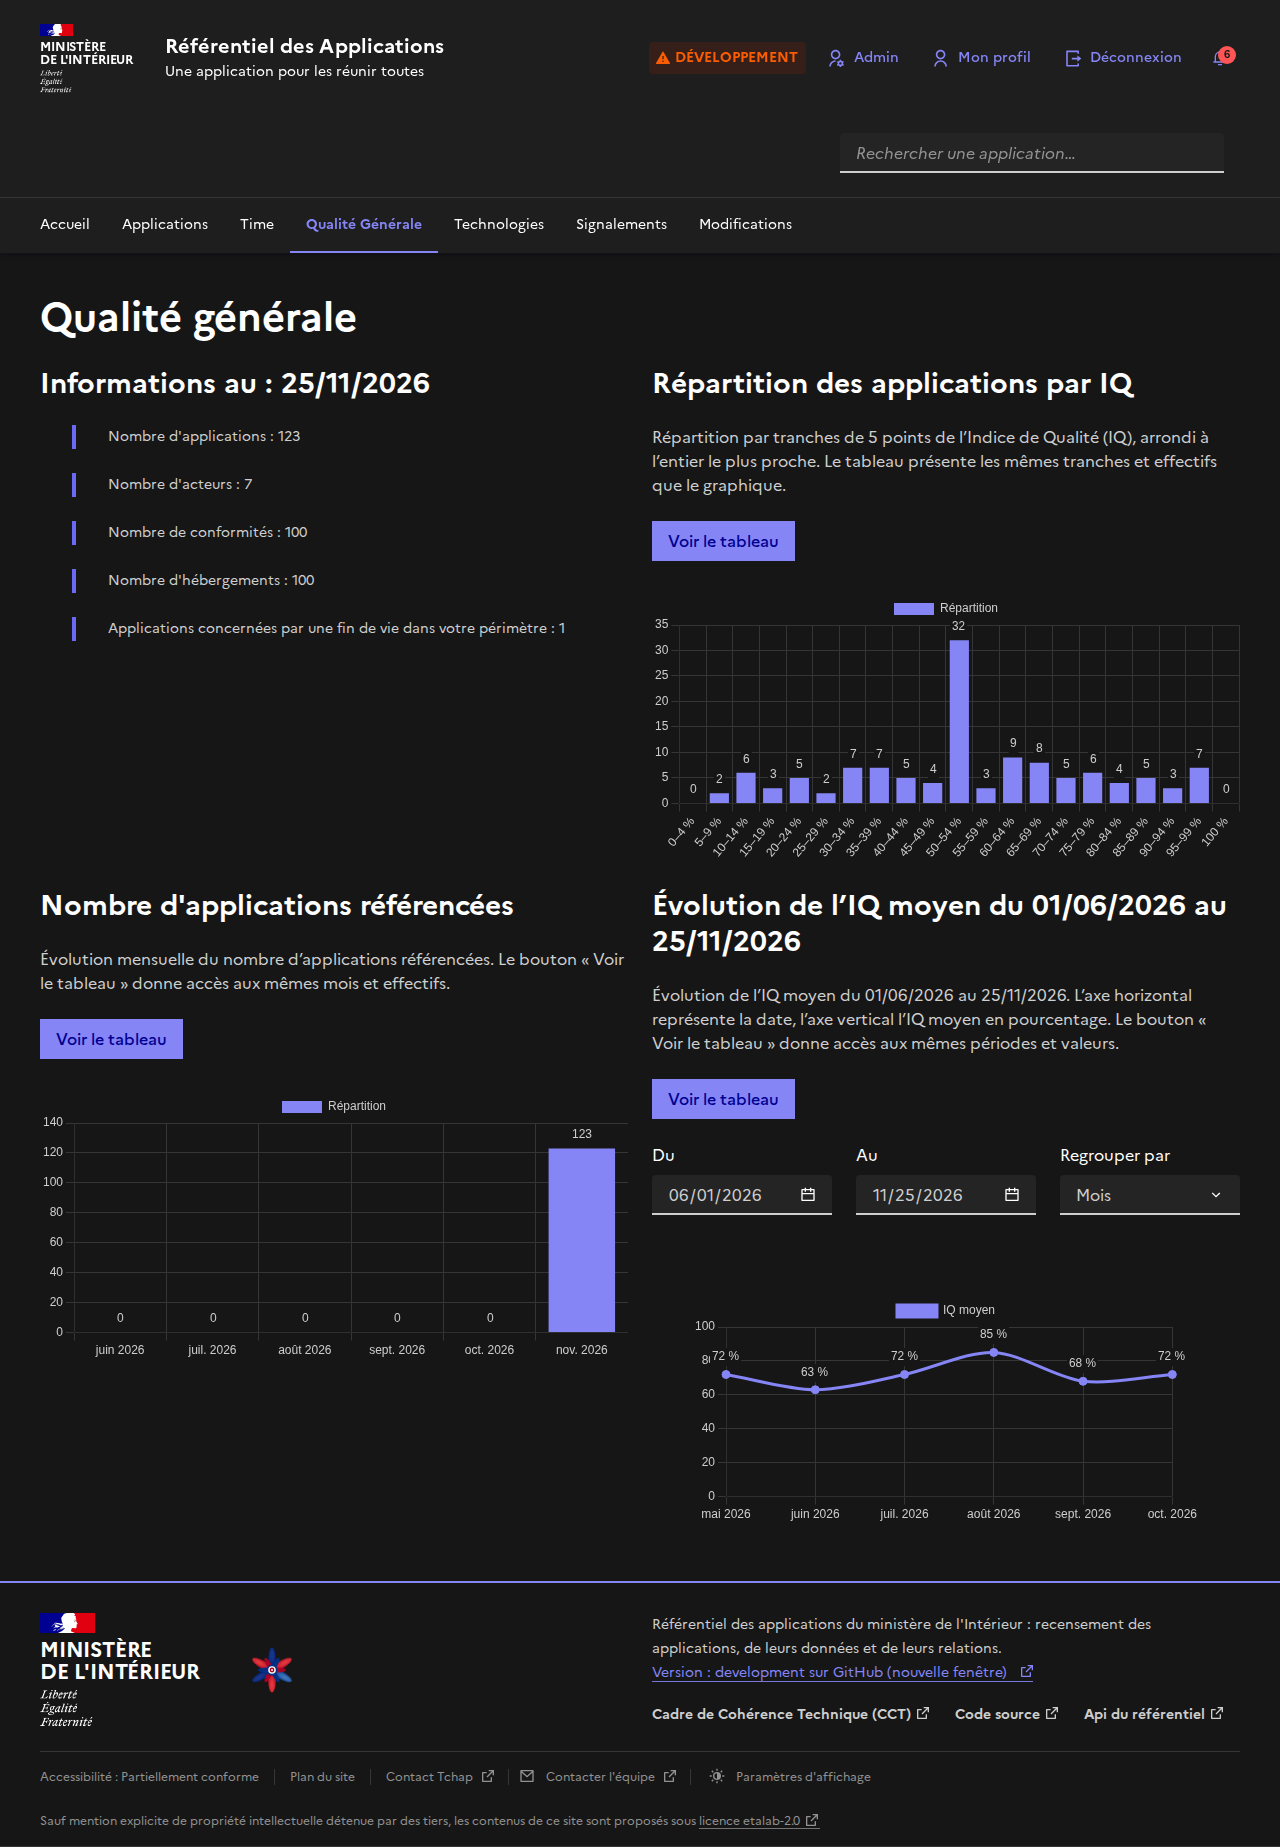 MINISTÈRE
DE L'INTÉRIEUR
Liberté
Égalité
Fraternité
Référentiel des Applications
Une application pour les réunir toutes
DÉVELOPPEMENT
Admin
Mon profil
Déconnexion
6
Rechercher une application…
Accueil
Applications
Time
Qualité Générale
Technologies
Signalements
Modifications
Qualité générale
Informations au : 25/11/2026
Nombre d'applications : 123
Nombre d'acteurs : 7
Nombre de conformités : 100
Nombre d'hébergements : 100
Applications concernées par une fin de vie dans votre périmètre : 1
Répartition des applications par IQ
Répartition par tranches de 5 points de l’Indice de Qualité (IQ), arrondi à
l’entier le plus proche. Le tableau présente les mêmes tranches et effectifs
que le graphique.
Voir le tableau
Répartition
35
30
25
20
15
10
5
0
0 2 6 3 5 2 7 7 5 4 32 3 9 8 5 6 4 5 3 7 0
0–4 % 5–9 % 10–14 % 15–19 % 20–24 % 25–29 % 30–34 % 35–39 % 40–44 % 45–49 % 50–54 % 55–59 % 60–64 % 65–69 % 70–74 % 75–79 % 80–84 % 85–89 % 90–94 % 95–99 % 100 %
Nombre d'applications référencées
Évolution mensuelle du nombre d’applications référencées. Le bouton « Voir
le tableau » donne accès aux mêmes mois et effectifs.
Voir le tableau
Répartition
140
120
100
80
60
40
20
0
0 0 0 0 0 123
juin 2026 juil. 2026 août 2026 sept. 2026 oct. 2026 nov. 2026
Évolution de l’IQ moyen du 01/06/2026 au
25/11/2026
Évolution de l’IQ moyen du 01/06/2026 au 25/11/2026. L’axe horizontal
représente la date, l’axe vertical l’IQ moyen en pourcentage. Le bouton «
Voir le tableau » donne accès aux mêmes périodes et valeurs.
Voir le tableau
Du
06/01/2026
Au
11/25/2026
Regrouper par
Mois
IQ moyen
100
60
40
20
0
72 % 63 % 72 % 85 % 68 % 72 %
mai 2026 juin 2026 juil. 2026 août 2026 sept. 2026 oct. 2026
MINISTÈRE
DE L'INTÉRIEUR
Liberté
Égalité
Fraternité
Référentiel des applications du ministère de l'Intérieur : recensement des
applications, de leurs données et de leurs relations.
Version : development sur GitHub (nouvelle fenêtre)
Cadre de Cohérence Technique (CCT)
Code source
Api du référentiel
Accessibilité : Partiellement conforme
Plan du site
Contact Tchap
Contacter l'équipe
Paramètres d'affichage
Sauf mention explicite de propriété intellectuelle détenue par des tiers, les contenus de ce site sont proposés sous licence etalab-2.0